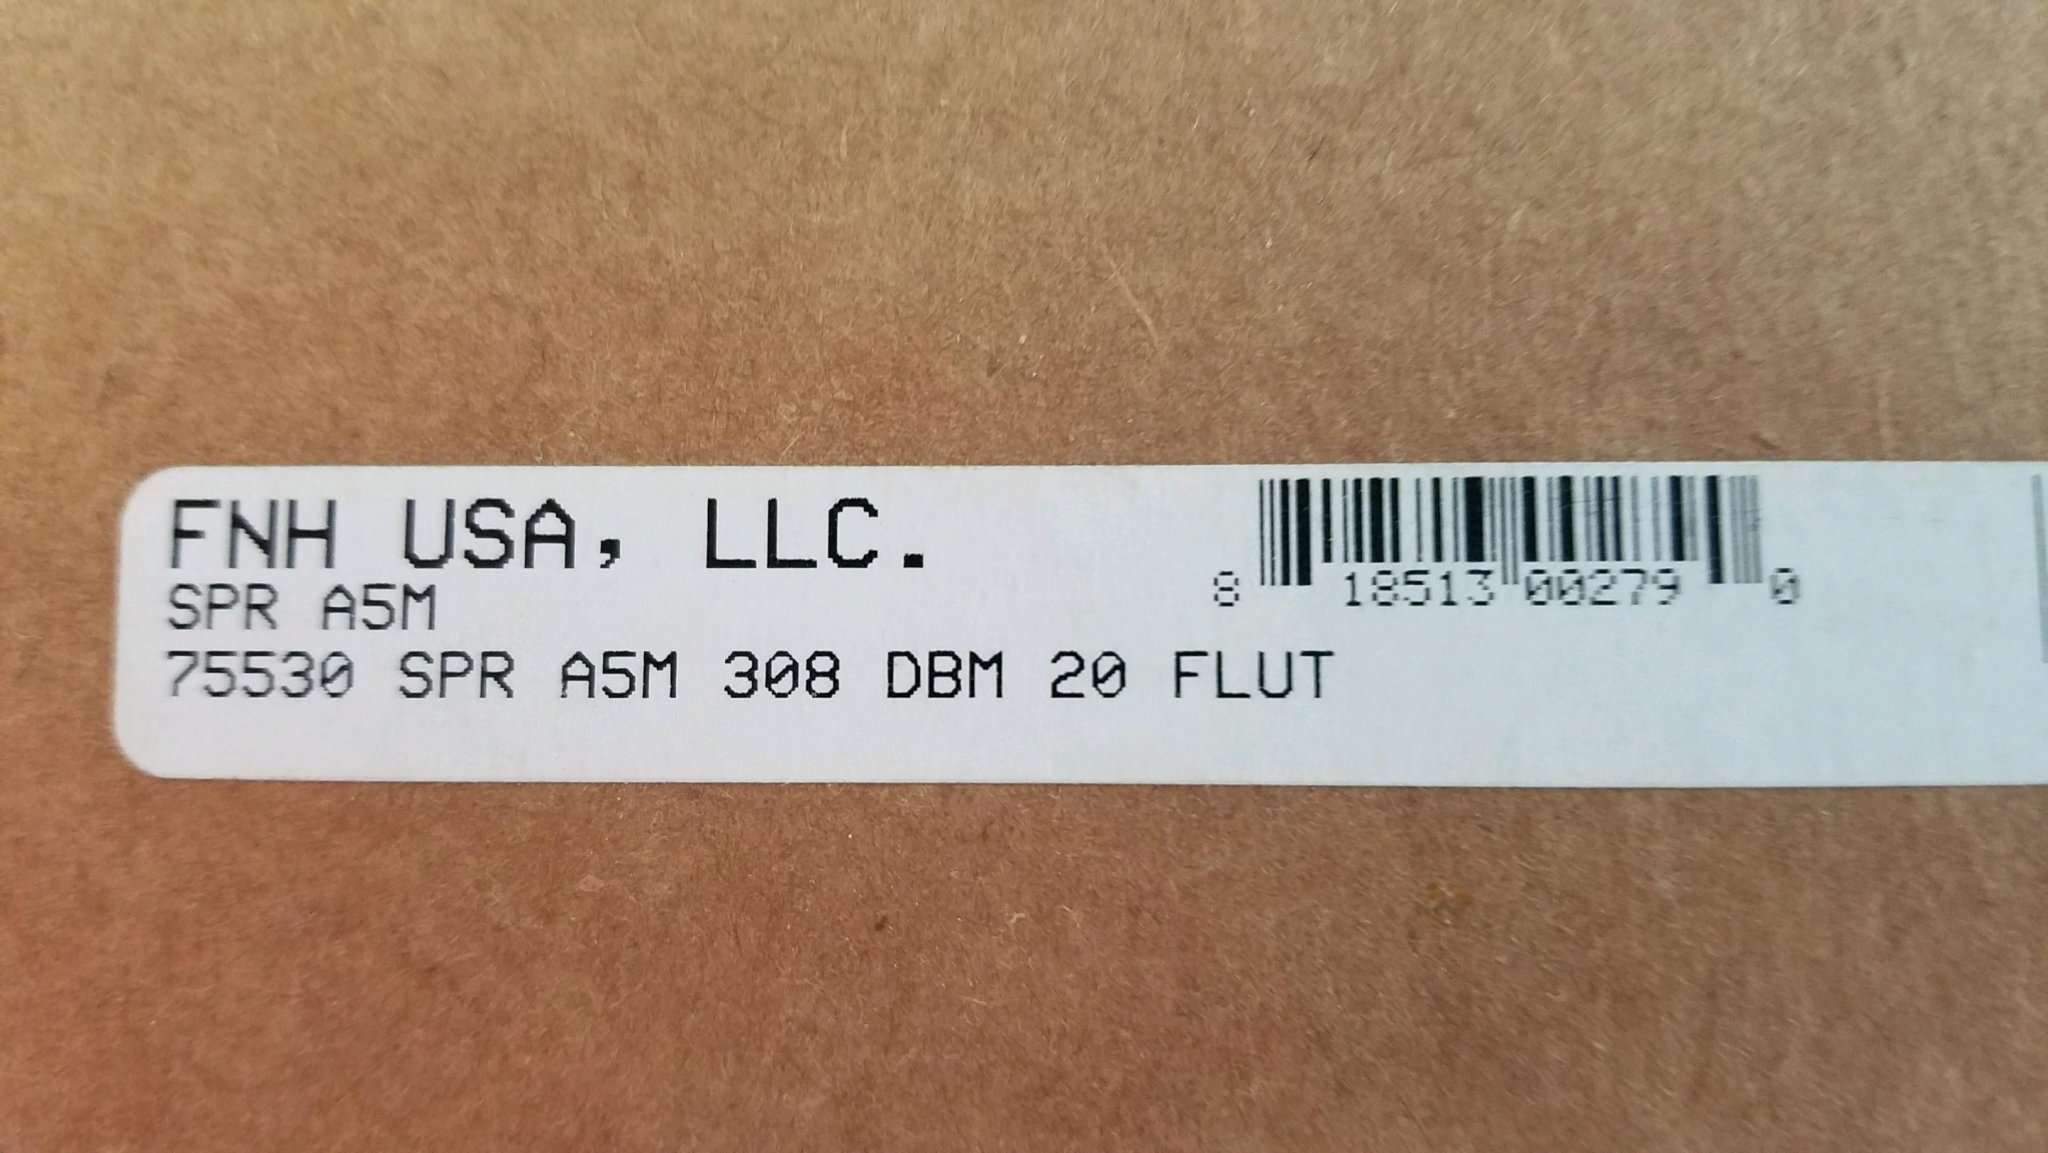 FNH USA, LLC.
SPR A5M
75530 SPR A5M 308 DBM 20 FLUT
8 18513 00279 0